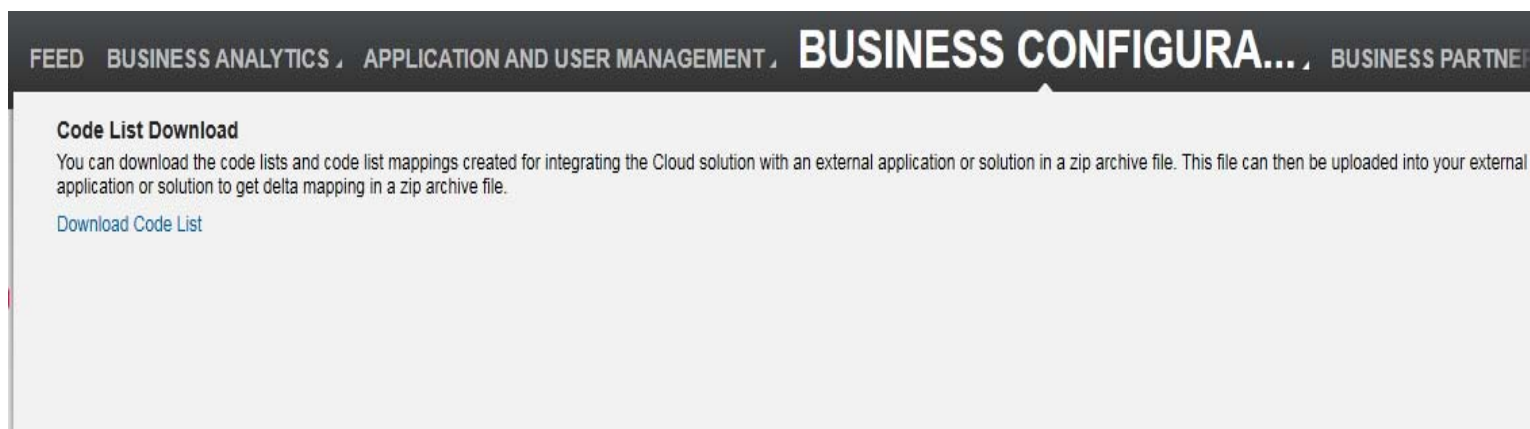 FEED BUSINESS ANALYTICS APPLICATION AND USER MANAGEMENT BUSINESS CONFIGURA... BUSINESS PARTNER
Code List Download
You can download the code lists and code list mappings created for integrating the Cloud solution with an external application or solution in a zip archive file. This file can then be uploaded into your external
application or solution to get delta mapping in a zip archive file.
Download Code List